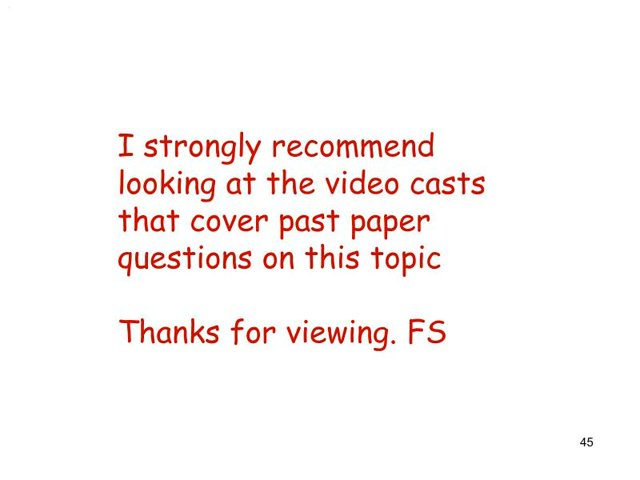 I strongly recommend
looking at the video casts
that cover past paper
questions on this topic
Thanks for viewing. FS
45